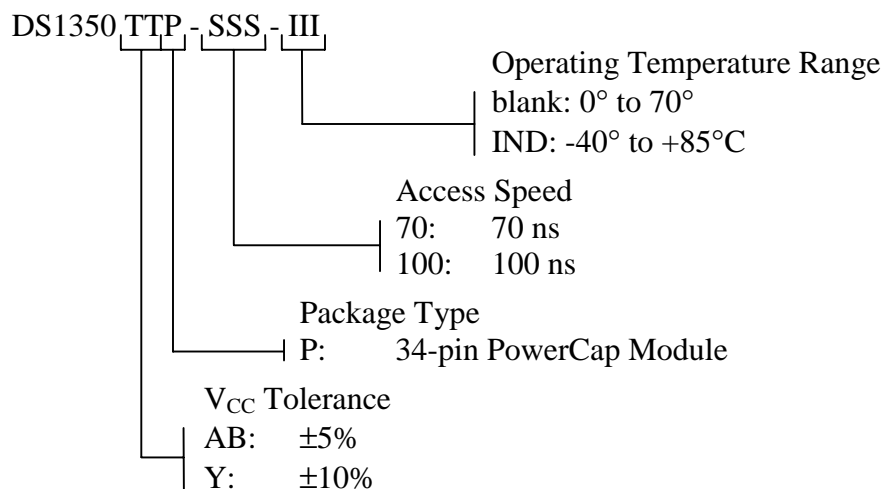 DS1350 TTP - SSS - III
Operating Temperature Range
blank: 0° to 70°
IND: -40° to +85°C
Access Speed
70: 70 ns
100: 100 ns
Package Type
P: 34-pin PowerCap Module
VCC Tolerance
AB: ±5%
Y: ±10%